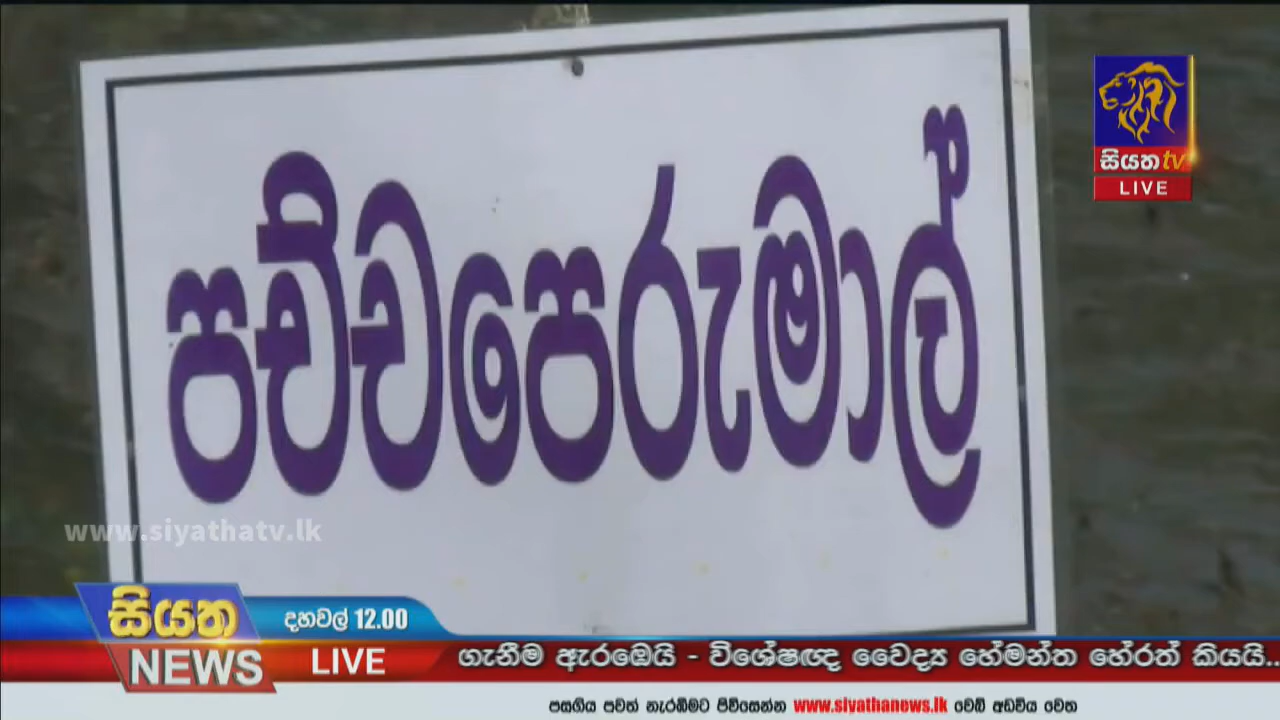 සියත tv
LIVE
පච්චපෙරුමාල්
www.siyathatv.lk
සියත
NEWS
දහවල් 12.00
LIVE
ගැනීම ඇරඹෙයි - විශේෂඥ වෛද්‍ය හේමන්ත හේරත් කියයි..
පසුගිය පුවත් නැරඹීමට පිවිසෙන්න www.siyathanews.lk වෙබ් අඩවිය වෙත